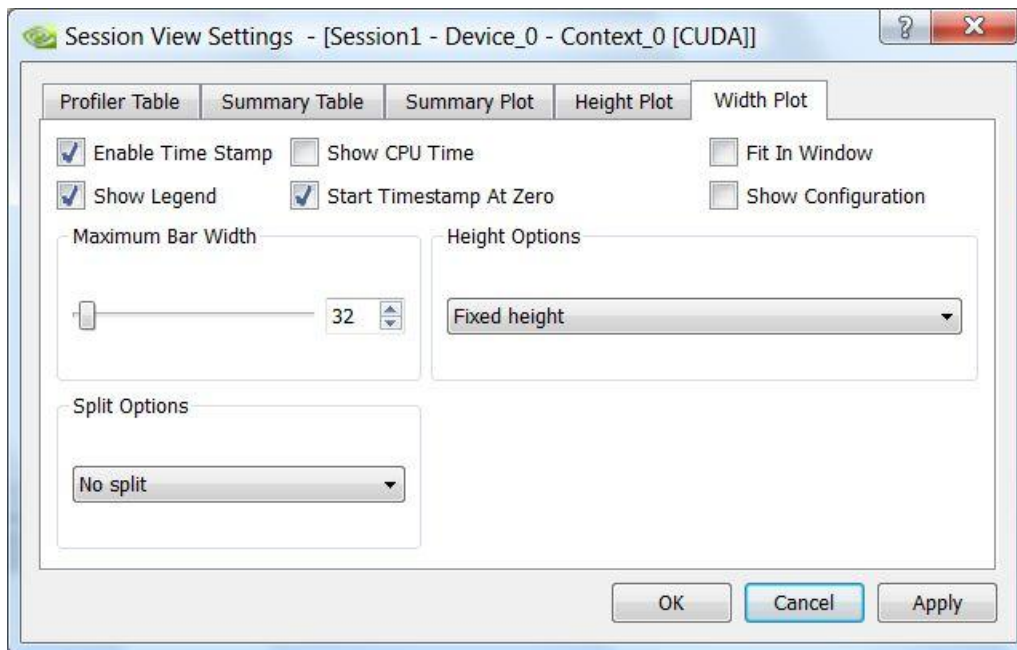 Session View Settings - [Session1 - Device_0 - Context_0 [CUDA]]
Profiler Table Summary Table Summary Plot Height Plot Width Plot
Enable Time Stamp Show CPU Time Fit In Window
Show Legend Start Timestamp At Zero Show Configuration
Maximum Bar Width Height Options
32 Fixed height
Split Options
No split
OK Cancel Apply